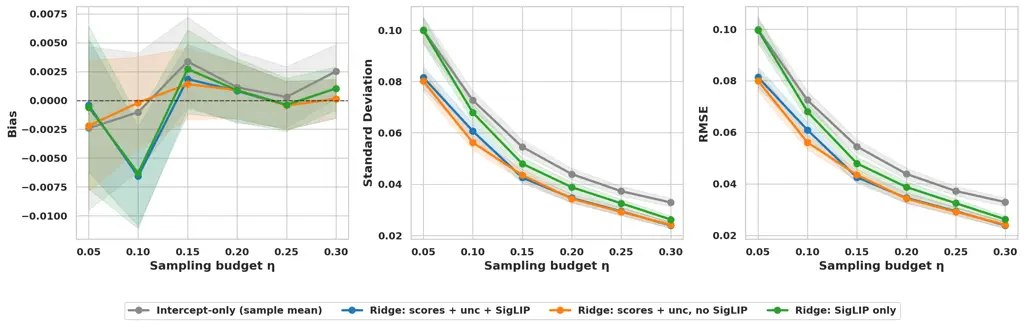 0.0075
0.0050
0.0025
0.0000
−0.0025
−0.0050
−0.0075
−0.0100
Bias
0.05 0.10 0.15 0.20 0.25 0.30
Sampling budget η
0.10
0.08
0.06
0.04
0.02
Standard Deviation
0.05 0.10 0.15 0.20 0.25 0.30
Sampling budget η
0.10
0.08
0.06
0.04
0.02
RMSE
0.05 0.10 0.15 0.20 0.25 0.30
Sampling budget η
Intercept-only (sample mean) Ridge: scores + unc + SigLIP Ridge: scores + unc, no SigLIP Ridge: SigLIP only